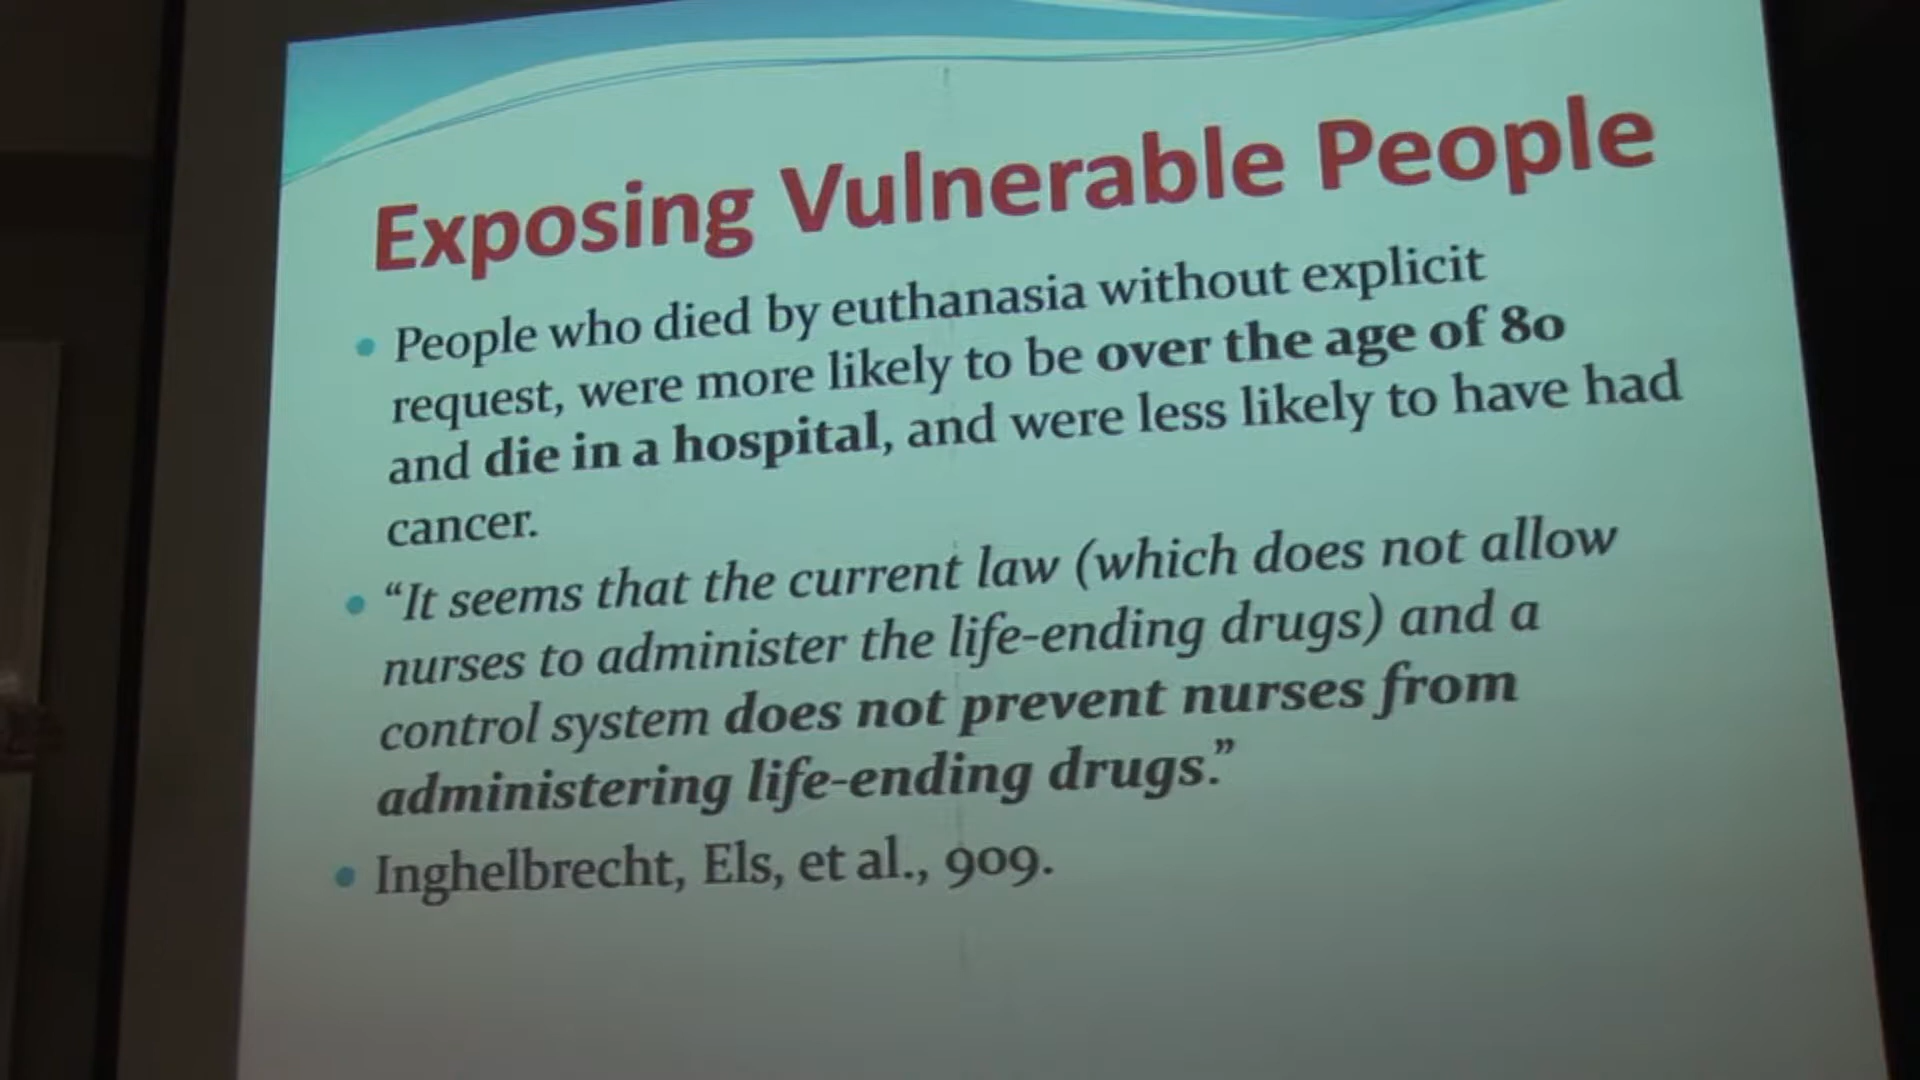 Exposing Vulnerable People
• People who died by euthanasia without explicit
request, were more likely to be over the age of 80
and die in a hospital, and were less likely to have had
cancer.
• “It seems that the current law (which does not allow
nurses to administer the life-ending drugs) and a
control system does not prevent nurses from
administering life-ending drugs.”
• Inghelbrecht, Els, et al., 909.